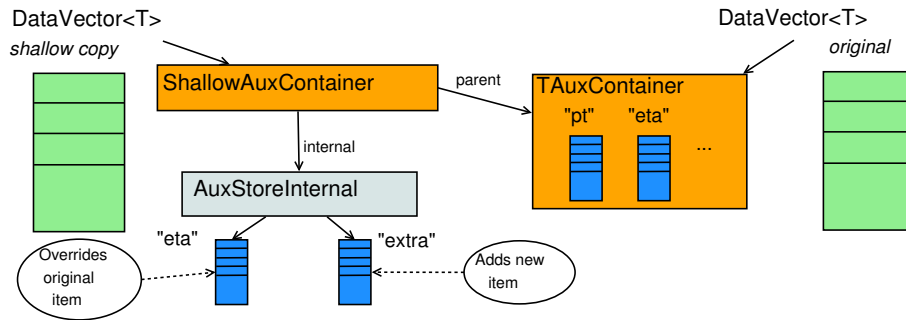 DataVector<T>
shallow copy
DataVector<T>
original
ShallowAuxContainer
parent
TAuxContainer
"pt"
"eta"
...
internal
AuxStoreInternal
"eta"
"extra"
Overrides
original
item
Adds new
item